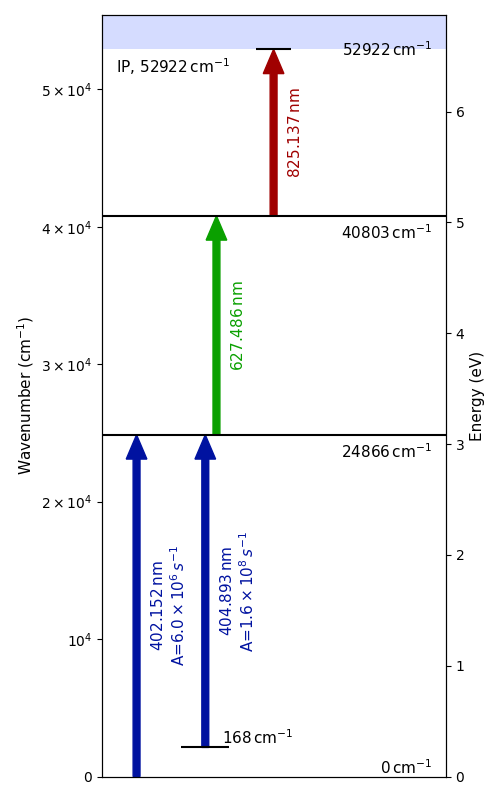 52922 cm⁻¹
IP, 52922 cm⁻¹
5 × 10⁴
6
825.137 nm
4 × 10⁴
5
40803 cm⁻¹
627.486 nm
4
3 × 10⁴
Wavenumber (cm⁻¹)
Energy (eV)
3
24866 cm⁻¹
2 × 10⁴
2
402.152 nm
A=6.0 × 10⁶ s⁻¹
404.893 nm
A=1.6 × 10⁸ s⁻¹
10⁴
1
168 cm⁻¹
0 cm⁻¹
0
0